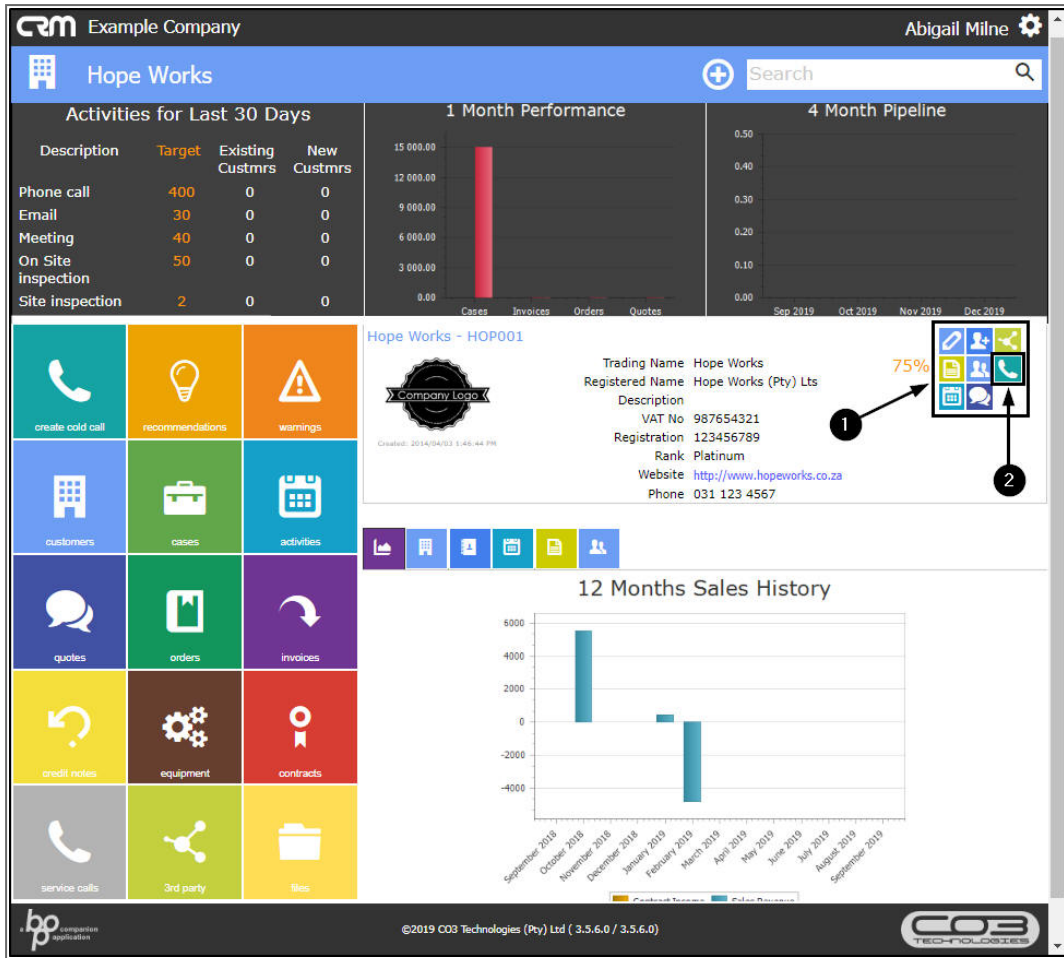 CRM Example Company
Abigail Milne
Hope Works
Search
Activities for Last 30 Days
Description Target Existing Custmrs New Custmrs
Phone call 400 0 0
Email 30 0 0
Meeting 40 0 0
On Site inspection 50 0 0
Site inspection 2 0 0
1 Month Performance
15 000.00
12 000.00
9 000.00
6 000.00
3 000.00
0.00
Cases Invoices Orders Quotes
4 Month Pipeline
0.50
0.40
0.30
0.20
0.10
0.00
Sep 2019 Oct 2019 Nov 2019 Dec 2019
create cold call
recommendations
warnings
customers
cases
activities
quotes
orders
invoices
credit notes
equipment
contracts
service calls
3rd party
files
Hope Works - HOP001
Company Logo
Created: 2014/04/03 1:46:44 PM
Trading Name Hope Works
Registered Name Hope Works (Pty) Lts
Description
VAT No 987654321
Registration 123456789
Rank Platinum
Website http://www.hopeworks.co.za
Phone 031 123 4567
75%
1
2
12 Months Sales History
6000
4000
2000
0
-2000
-4000
September 2018
October 2018
November 2018
December 2018
January 2019
February 2019
March 2019
April 2019
May 2019
June 2019
July 2019
August 2019
September 2019
Contract Income Sales Revenue
a bpo companion application
©2019 CO3 Technologies (Pty) Ltd ( 3.5.6.0 / 3.5.6.0)
CO3
TECHNOLOGIES